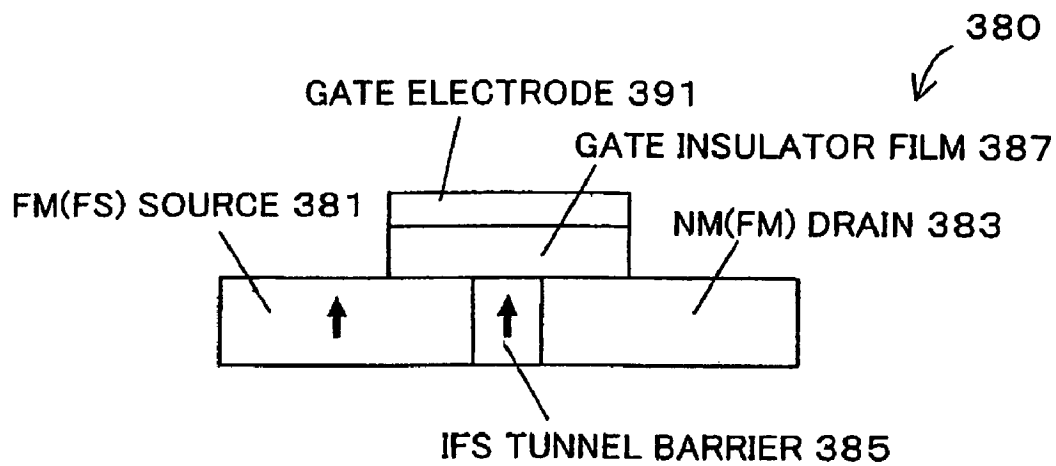 380
GATE ELECTRODE 391
GATE INSULATOR FILM 387
FM(FS) SOURCE 381
NM(FM) DRAIN 383
IFS TUNNEL BARRIER 385